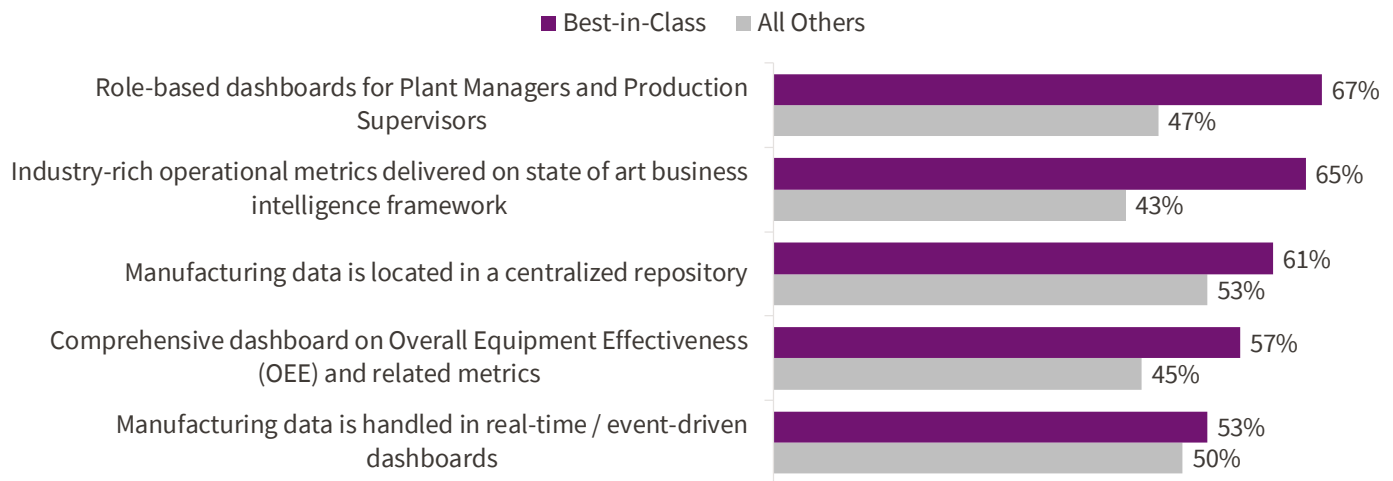 Best-in-Class All Others
Role-based dashboards for Plant Managers and Production
Supervisors
67%
47%
Industry-rich operational metrics delivered on state of art business
intelligence framework
65%
43%
Manufacturing data is located in a centralized repository
61%
53%
Comprehensive dashboard on Overall Equipment Effectiveness
(OEE) and related metrics
57%
45%
Manufacturing data is handled in real-time / event-driven
dashboards
53%
50%